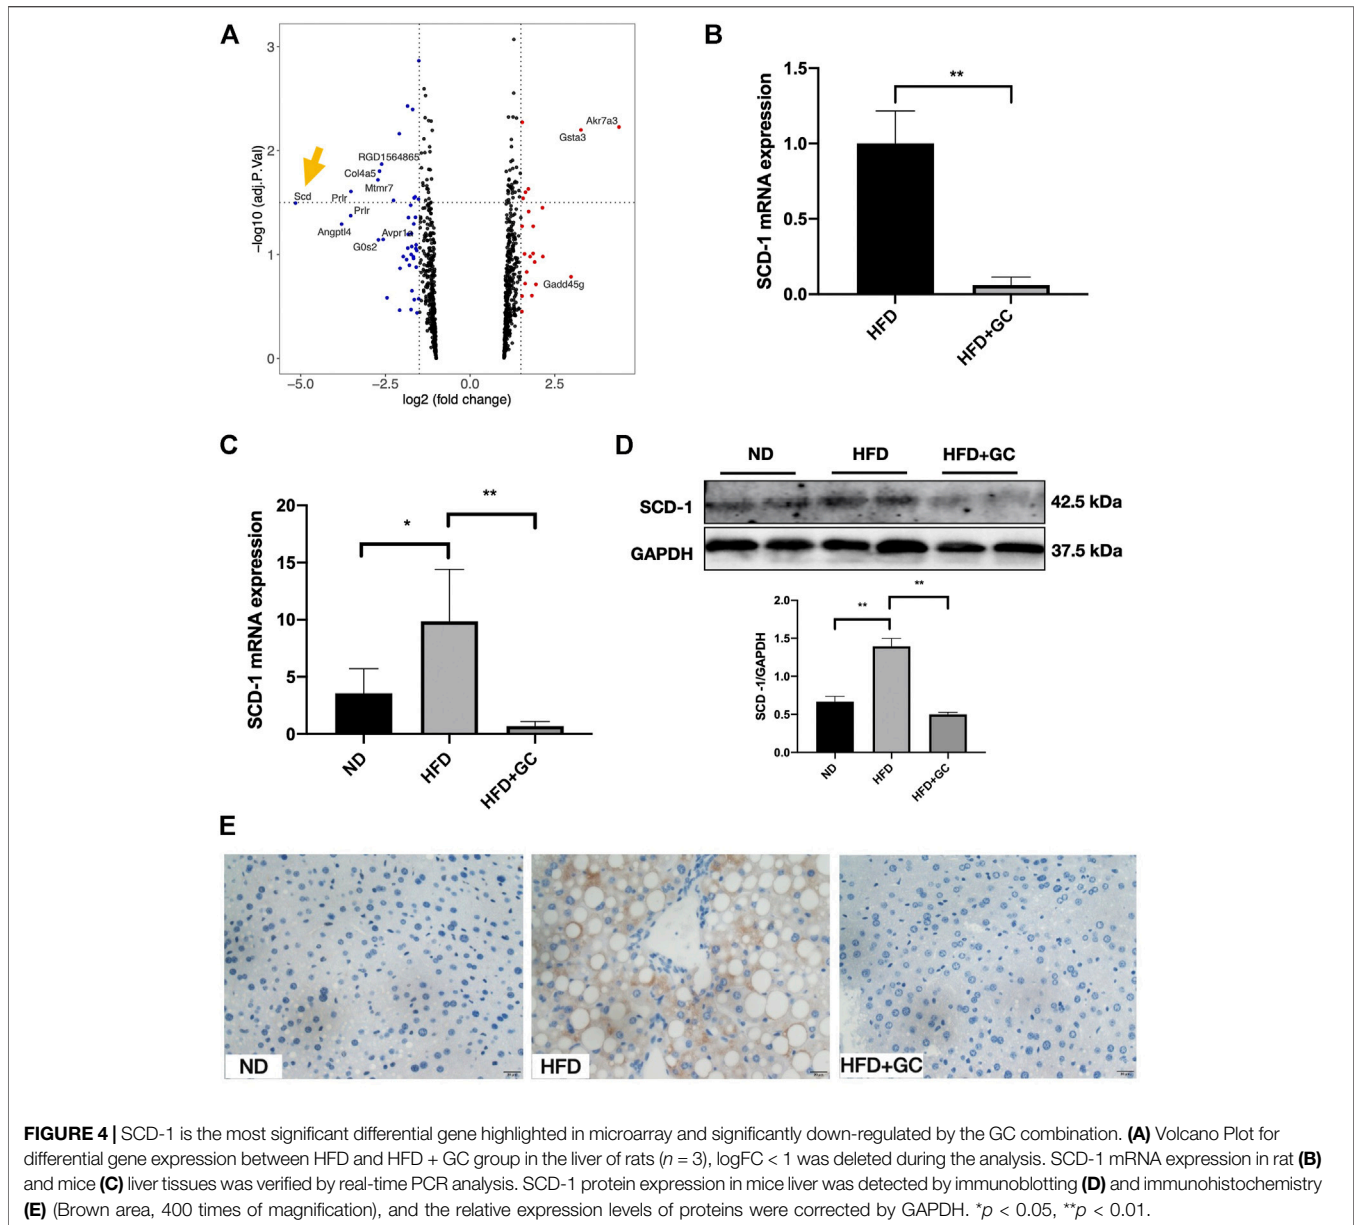 A
3
2
1
0
−log10 (adj.P.Val)
Akr7a3
Gsta3
RGD1564865
Col4a5
Mtmr7
Scd
Prlr
Prlr
Angptl4
Avpr1a
G0s2
Gadd45g
−5.0 −2.5 0.0 2.5
log2 (fold change)
B
SCD-1 mRNA expression
1.5
1.0
0.5
0.0
**
HFD
HFD+GC
C
SCD-1 mRNA expression
20
15
10
5
0
*
**
ND
HFD
HFD+GC
D
ND HFD HFD+GC
SCD-1 42.5 kDa
GAPDH 37.5 kDa
SCD -1/GAPDH
2.0
1.5
1.0
0.5
0.0
**
**
ND
HFD
HFD+GC
E
ND
HFD
HFD+GC
FIGURE 4 | SCD-1 is the most significant differential gene highlighted in microarray and significantly down-regulated by the GC combination. (A) Volcano Plot for
differential gene expression between HFD and HFD + GC group in the liver of rats (n = 3), logFC < 1 was deleted during the analysis. SCD-1 mRNA expression in rat (B)
and mice (C) liver tissues was verified by real-time PCR analysis. SCD-1 protein expression in mice liver was detected by immunoblotting (D) and immunohistochemistry
(E) (Brown area, 400 times of magnification), and the relative expression levels of proteins were corrected by GAPDH. *p < 0.05, **p < 0.01.